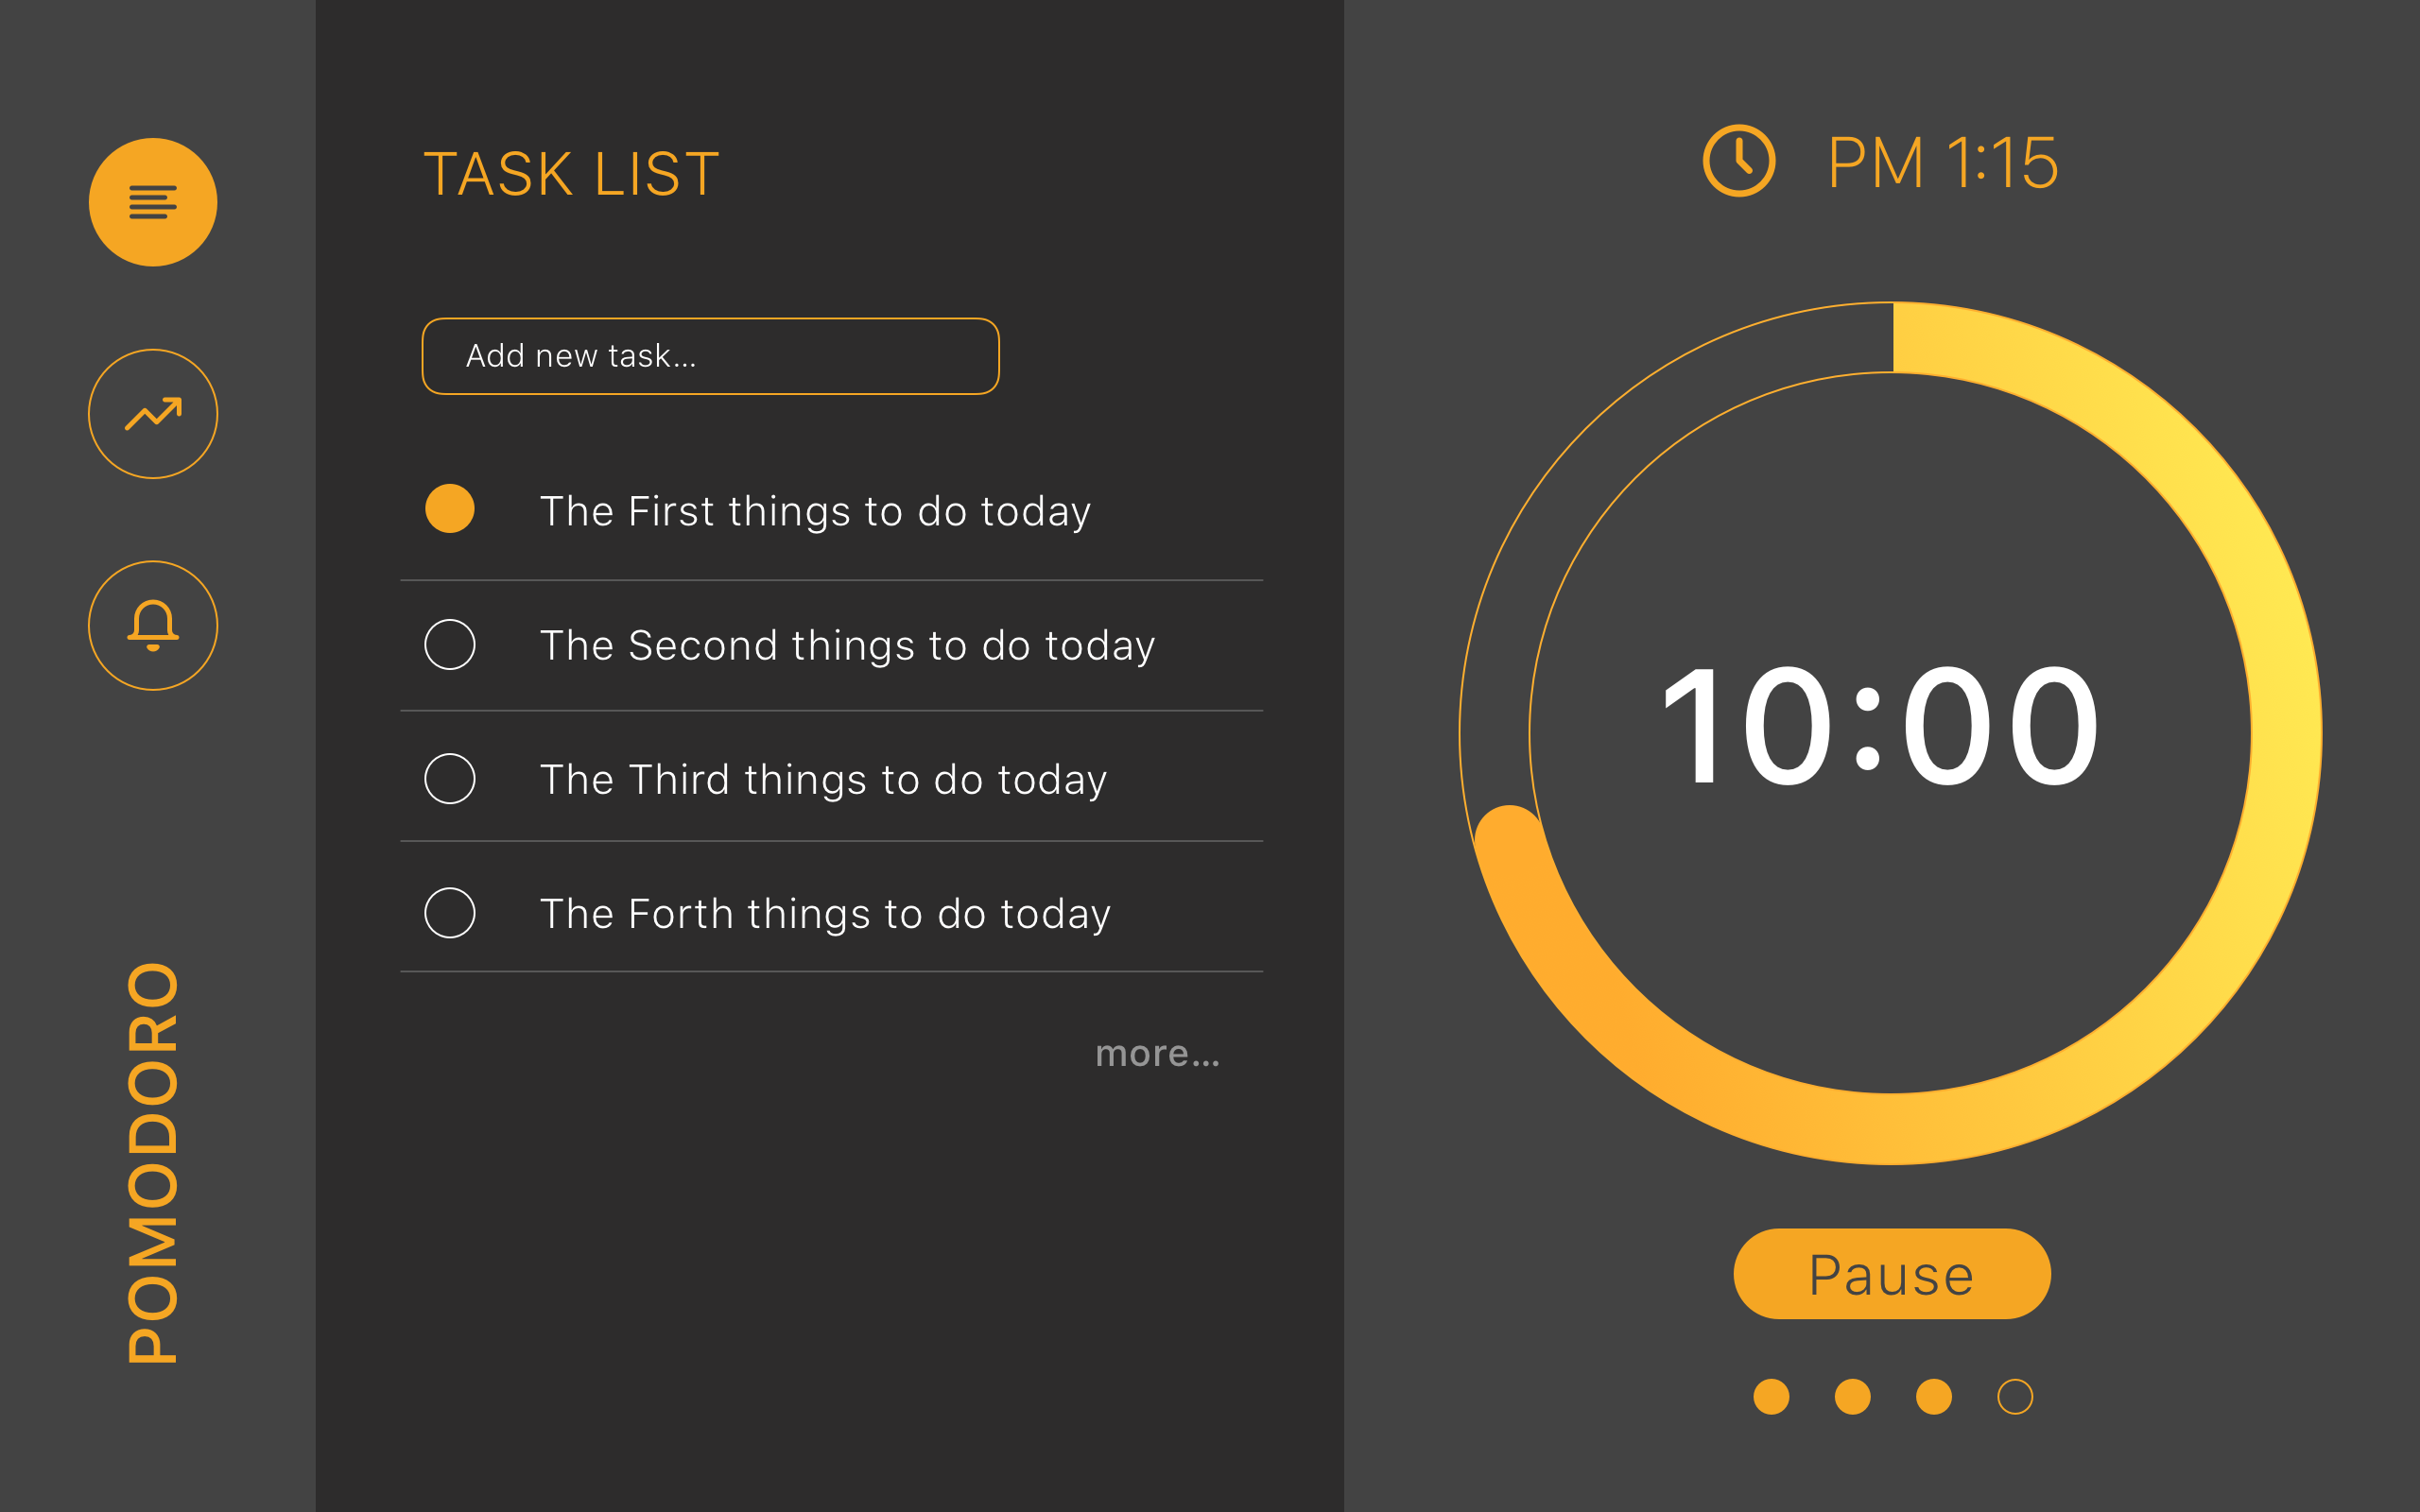 TASK LIST
Add new task...
The First things to do today
The Second things to do today
The Third things to do today
The Forth things to do today
more...
POMODORO
PM 1:15
10:00
Pause